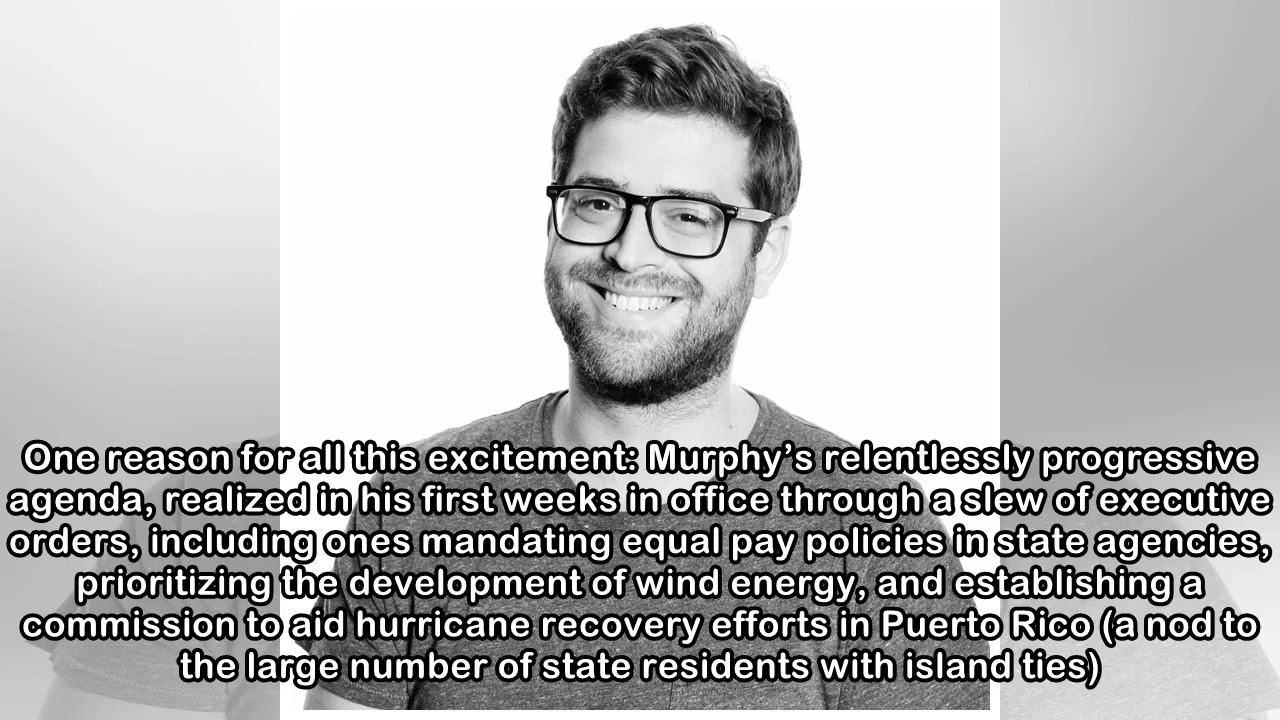 One reason for all this excitement: Murphy’s relentlessly progressive
agenda, realized in his first weeks in office through a slew of executive
orders, including ones mandating equal pay policies in state agencies,
prioritizing the development of wind energy, and establishing a
commission to aid hurricane recovery efforts in Puerto Rico (a nod to
the large number of state residents with island ties)